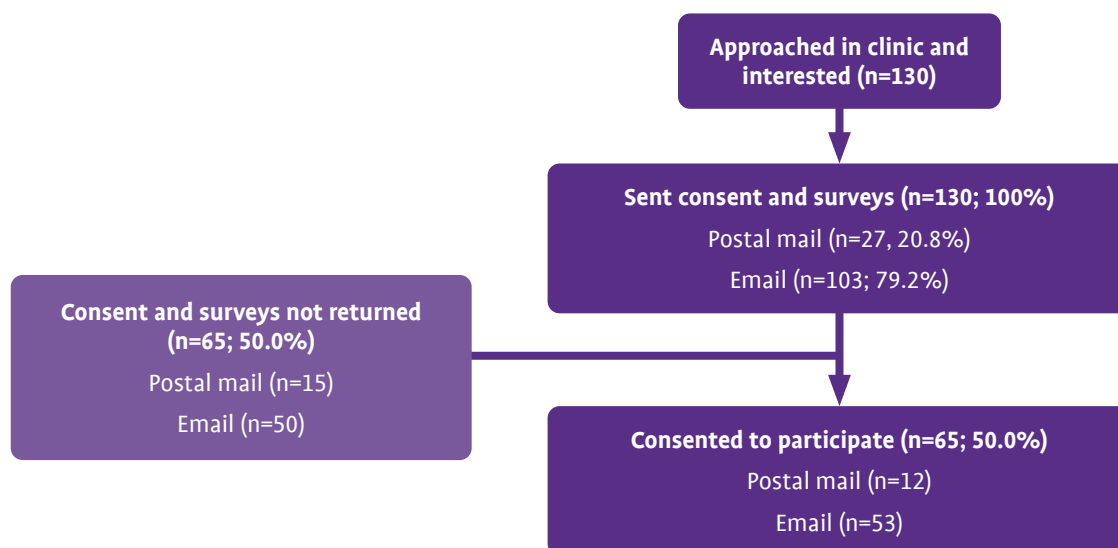 Approached in clinic and
interested (n=130)
Sent consent and surveys (n=130; 100%)
Postal mail (n=27, 20.8%)
Email (n=103; 79.2%)
Consent and surveys not returned
(n=65; 50.0%)
Postal mail (n=15)
Email (n=50)
Consented to participate (n=65; 50.0%)
Postal mail (n=12)
Email (n=53)